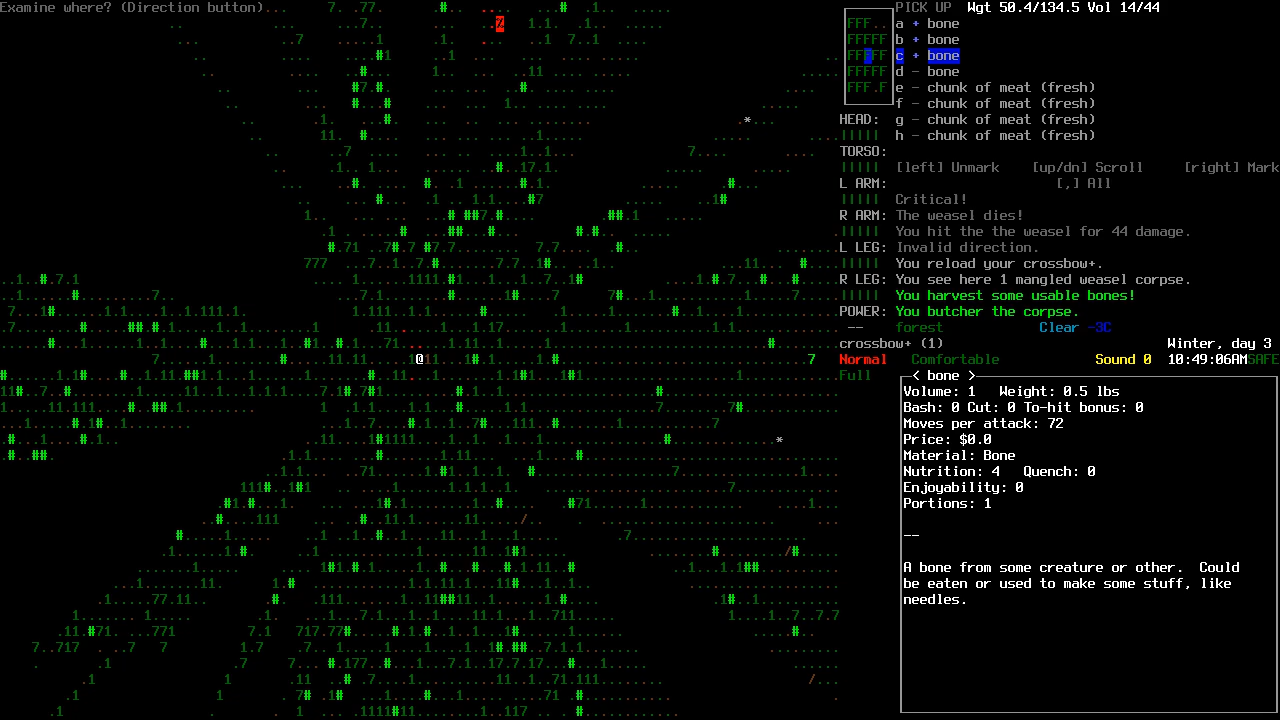 Examine where? (Direction button)
PICK UP  Wgt 50.4/134.5 Vol 14/44
a + bone
b + bone
c + bone
d - bone
e - chunk of meat (fresh)
f - chunk of meat (fresh)
g - chunk of meat (fresh)
h - chunk of meat (fresh)
[left] Unmark    [up/dn] Scroll    [right] Mark
[,] All
HEAD:
TORSO:
L ARM:
R ARM:
L LEG:
R LEG:
POWER:
--
Critical!
The weasel dies!
You hit the the weasel for 44 damage.
Invalid direction.
You reload your crossbow+.
You see here 1 mangled weasel corpse.
You harvest some usable bones!
You butcher the corpse.
forest    Clear -3C
crossbow+ (1)    Winter, day 3
Normal  Comfortable    Sound 0  10:49:06AM SAFE
Full
< bone >
Volume: 1   Weight: 0.5 lbs
Bash: 0 Cut: 0 To-hit bonus: 0
Moves per attack: 72
Price: $0.0
Material: Bone
Nutrition: 4   Quench: 0
Enjoyability: 0
Portions: 1
--
A bone from some creature or other.  Could
be eaten or used to make some stuff, like
needles.